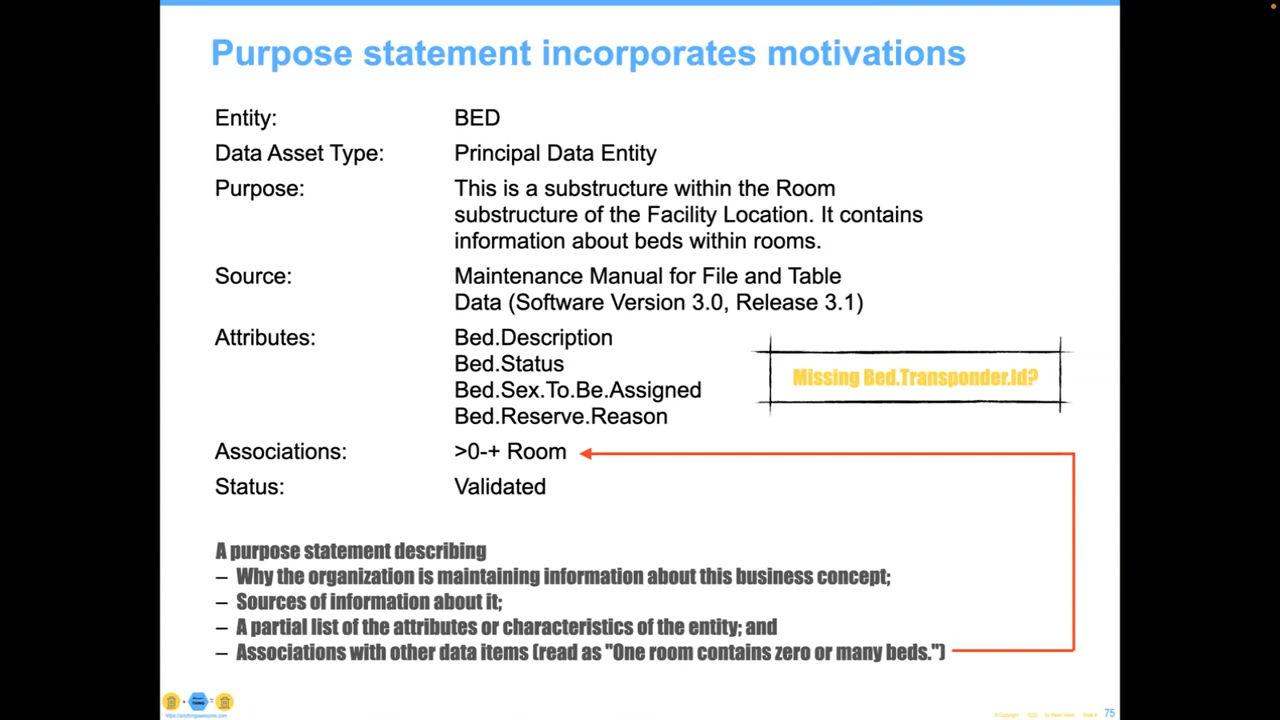 Purpose statement incorporates motivations
Entity: BED
Data Asset Type: Principal Data Entity
Purpose: This is a substructure within the Room
substructure of the Facility Location. It contains
information about beds within rooms.
Source: Maintenance Manual for File and Table
Data (Software Version 3.0, Release 3.1)
Attributes: Bed.Description
Bed.Status
Bed.Sex.To.Be.Assigned
Bed.Reserve.Reason
Missing Bed.Transponder.Id?
Associations: >0-+ Room
Status: Validated
A purpose statement describing
– Why the organization is maintaining information about this business concept;
– Sources of information about it;
– A partial list of the attributes or characteristics of the entity; and
– Associations with other data items (read as "One room contains zero or many beds.")
https://anythingawesome.com
75